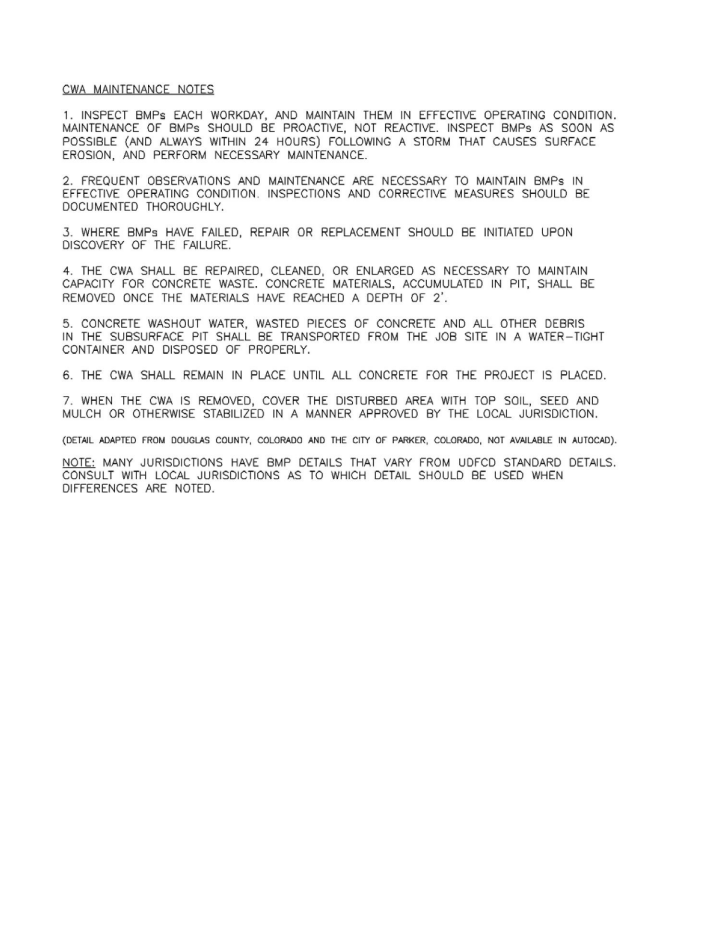 CWA MAINTENANCE NOTES
1. INSPECT BMPs EACH WORKDAY, AND MAINTAIN THEM IN EFFECTIVE OPERATING CONDITION.
MAINTENANCE OF BMPs SHOULD BE PROACTIVE, NOT REACTIVE. INSPECT BMPs AS SOON AS
POSSIBLE (AND ALWAYS WITHIN 24 HOURS) FOLLOWING A STORM THAT CAUSES SURFACE
EROSION, AND PERFORM NECESSARY MAINTENANCE.
2. FREQUENT OBSERVATIONS AND MAINTENANCE ARE NECESSARY TO MAINTAIN BMPs IN
EFFECTIVE OPERATING CONDITION. INSPECTIONS AND CORRECTIVE MEASURES SHOULD BE
DOCUMENTED THOROUGHLY.
3. WHERE BMPs HAVE FAILED, REPAIR OR REPLACEMENT SHOULD BE INITIATED UPON
DISCOVERY OF THE FAILURE.
4. THE CWA SHALL BE REPAIRED, CLEANED, OR ENLARGED AS NECESSARY TO MAINTAIN
CAPACITY FOR CONCRETE WASTE. CONCRETE MATERIALS, ACCUMULATED IN PIT, SHALL BE
REMOVED ONCE THE MATERIALS HAVE REACHED A DEPTH OF 2'.
5. CONCRETE WASHOUT WATER, WASTED PIECES OF CONCRETE AND ALL OTHER DEBRIS
IN THE SUBSURFACE PIT SHALL BE TRANSPORTED FROM THE JOB SITE IN A WATER-TIGHT
CONTAINER AND DISPOSED OF PROPERLY.
6. THE CWA SHALL REMAIN IN PLACE UNTIL ALL CONCRETE FOR THE PROJECT IS PLACED.
7. WHEN THE CWA IS REMOVED, COVER THE DISTURBED AREA WITH TOP SOIL, SEED AND
MULCH OR OTHERWISE STABILIZED IN A MANNER APPROVED BY THE LOCAL JURISDICTION.
(DETAIL ADAPTED FROM DOUGLAS COUNTY, COLORADO AND THE CITY OF PARKER, COLORADO, NOT AVAILABLE IN AUTOCAD).
NOTE: MANY JURISDICTIONS HAVE BMP DETAILS THAT VARY FROM UDFCD STANDARD DETAILS.
CONSULT WITH LOCAL JURISDICTIONS AS TO WHICH DETAIL SHOULD BE USED WHEN
DIFFERENCES ARE NOTED.